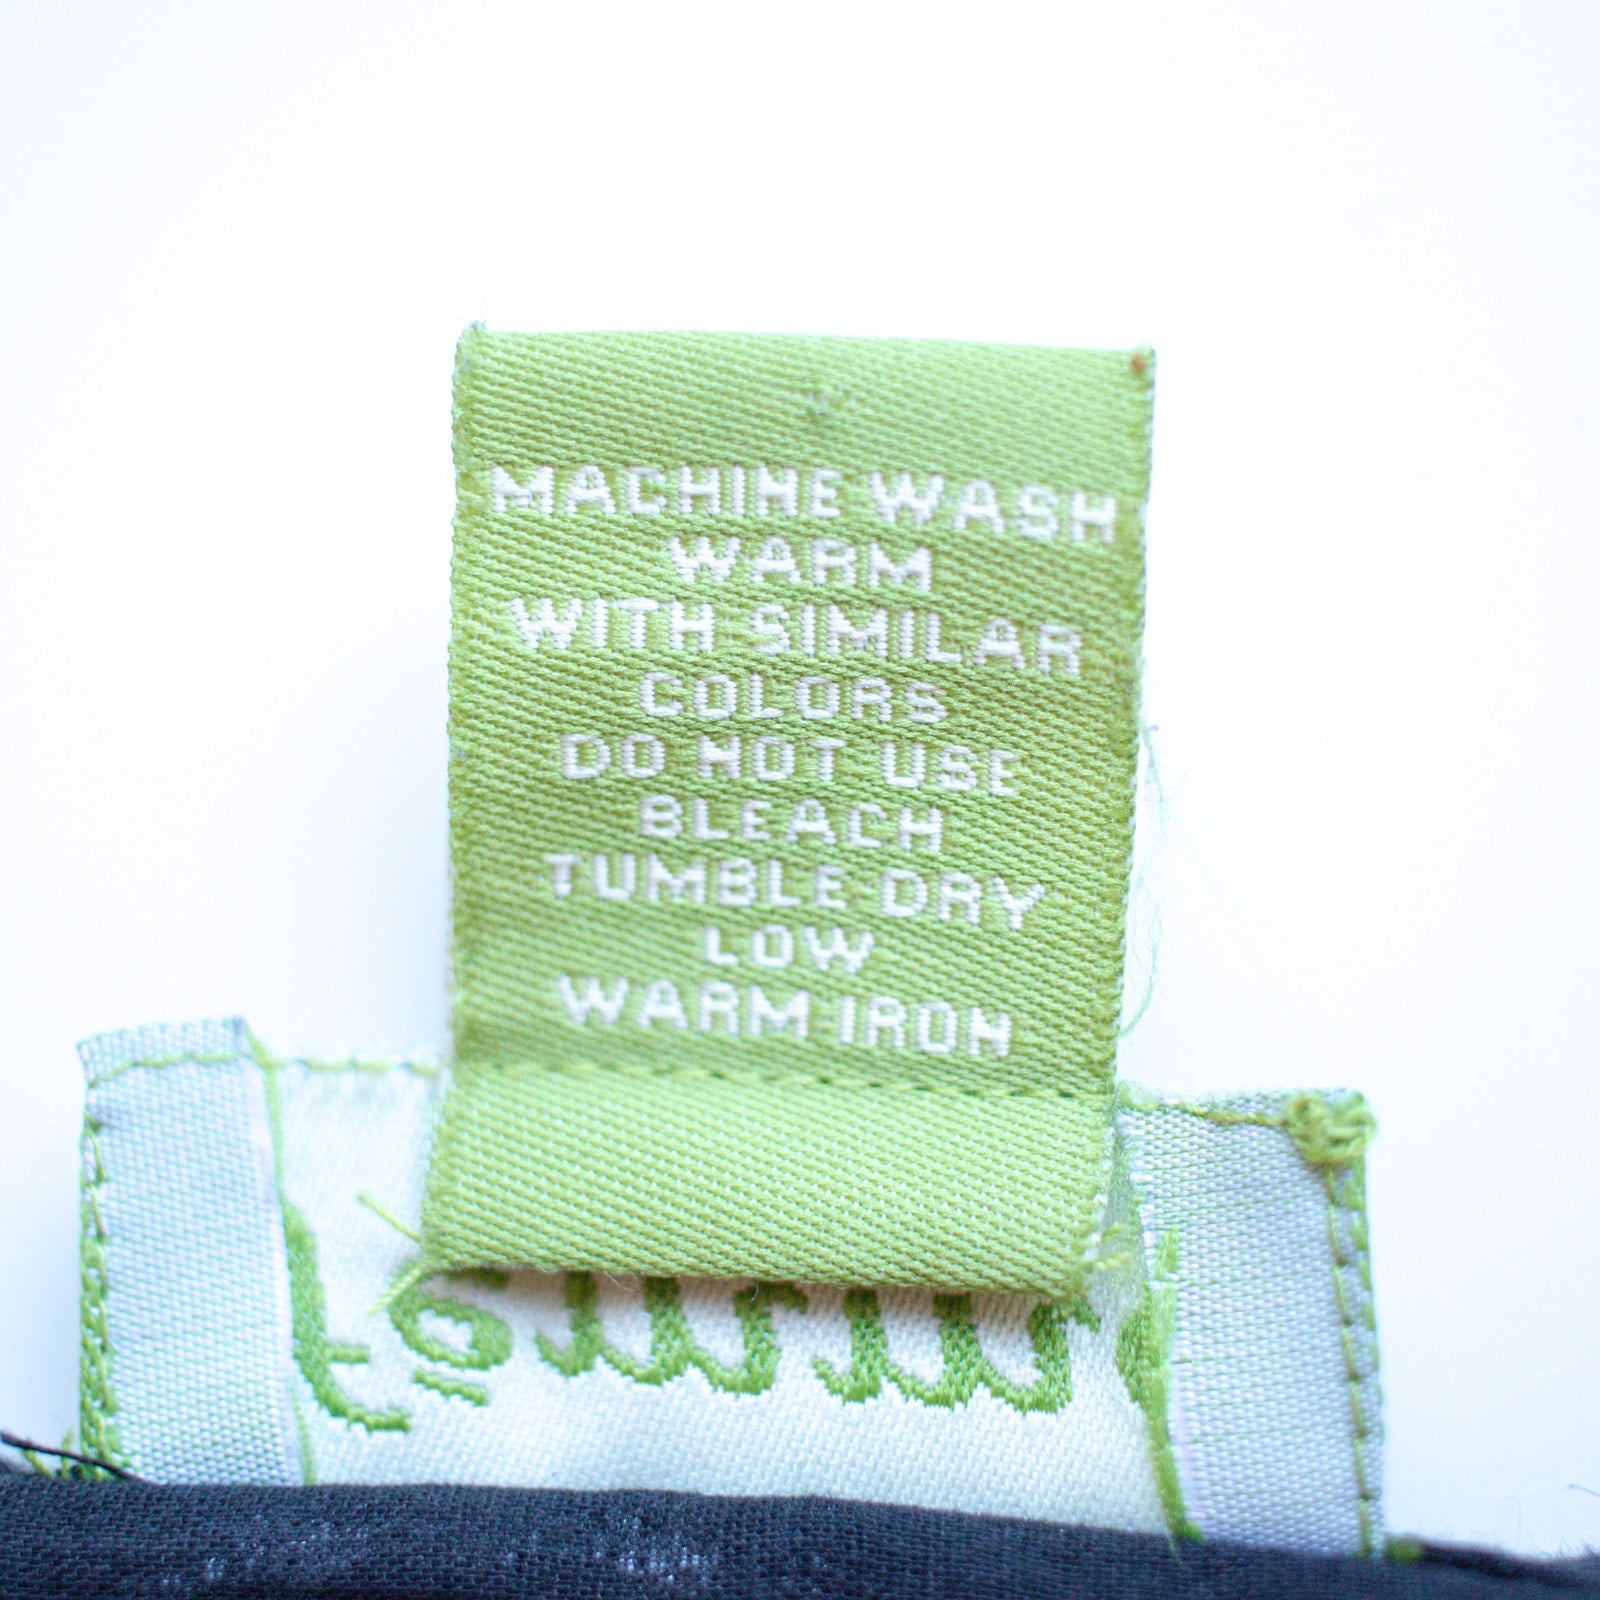 MACHINE WASH
WARM
WITH SIMILAR
COLORS
DO NOT USE
BLEACH
TUMBLE DRY
LOW
WARM IRON